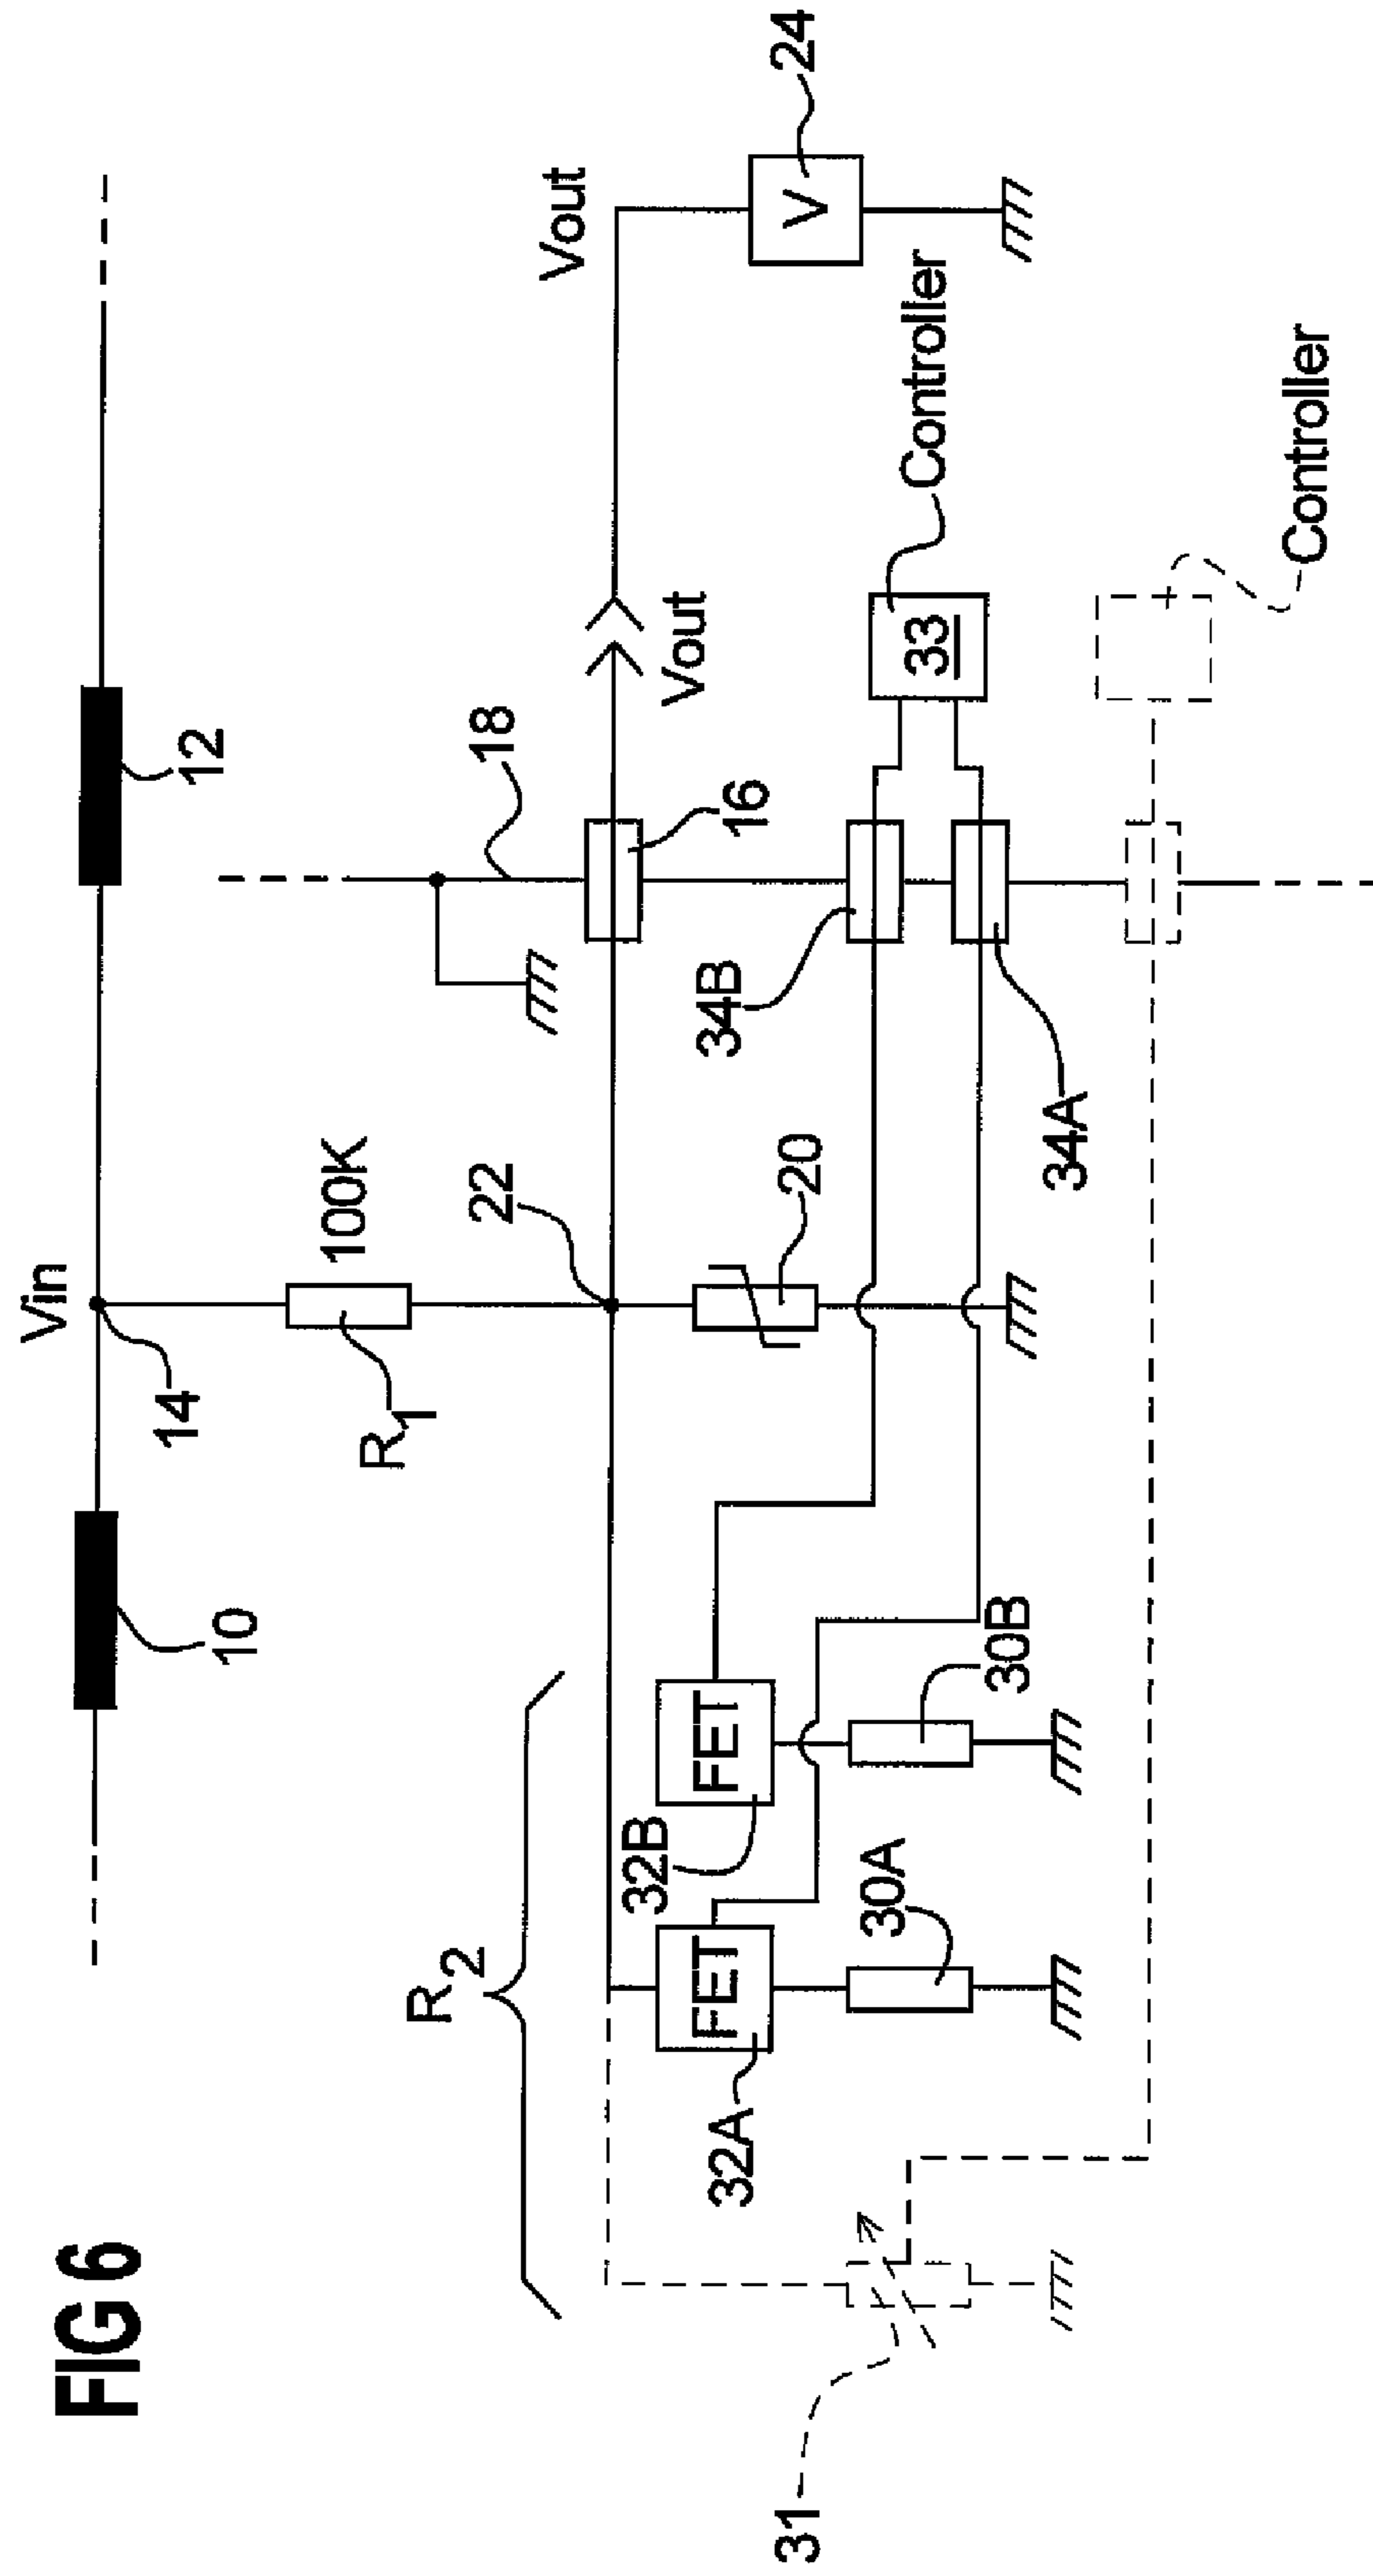 FIG 6
Vin
14
10
12
R1
100K
22
18
16
Vout
Vout
24
V
R2
32A
FET
32B
FET
30A
30B
20
34B
34A
33
Controller
31
Controller